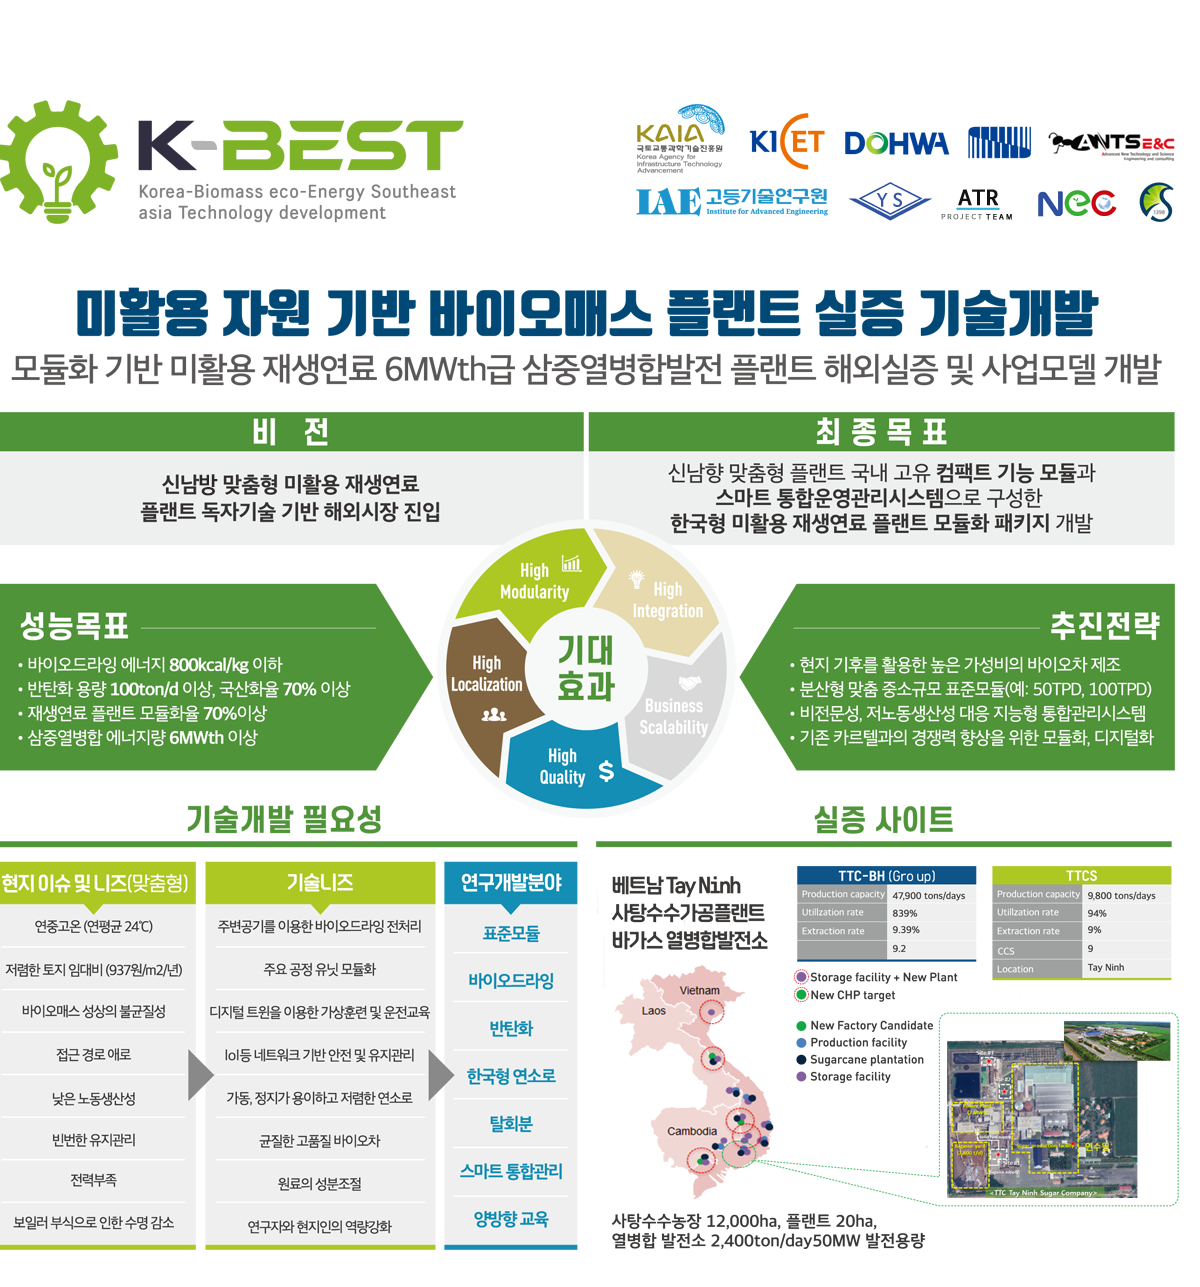 K-BEST
Korea-Biomass eco-Energy Southeast
asia Technology development
KAIA
국토교통과학기술진흥원
Korea Agency for
Infrastructure Technology
Advancement
KICET
DOHWA
ANTS E&C
Advanced New Technology and Science
Engineering and consulting
IAE 고등기술연구원
Institute for Advanced Engineering
YS
ATR
PROJECT TEAM
NeC
1398
미활용 자원 기반 바이오매스 플랜트 실증 기술개발
모듈화 기반 미활용 재생연료 6MWth급 삼중열병합발전 플랜트 해외실증 및 사업모델 개발
비 전
신남방 맞춤형 미활용 재생연료
플랜트 독자기술 기반 해외시장 진입
최종목표
신남향 맞춤형 플랜트 국내 고유 컴팩트 기능 모듈과
스마트 통합운영관리시스템으로 구성한
한국형 미활용 재생연료 플랜트 모듈화 패키지 개발
성능목표
• 바이오드라잉 에너지 800kcal/kg 이하
• 반탄화 용량 100ton/d 이상, 국산화율 70% 이상
• 재생연료 플랜트 모듈화율 70%이상
• 삼중열병합 에너지량 6MWth 이상
High
Modularity
High
Integration
High
Localization
기대
효과
Business
Scalability
High
Quality $
추진전략
• 현지 기후를 활용한 높은 가성비의 바이오차 제조
• 분산형 맞춤 중소규모 표준모듈(예: 50TPD, 100TPD)
• 비전문성, 저노동생산성 대응 지능형 통합관리시스템
• 기존 카르텔과의 경쟁력 향상을 위한 모듈화, 디지털화
기술개발 필요성
현지 이슈 및 니즈(맞춤형)
연중고온 (연평균 24℃)
저렴한 토지 임대비 (937원/m2/년)
바이오매스 성상의 불균질성
접근 경로 애로
낮은 노동생산성
빈번한 유지관리
전력부족
보일러 부식으로 인한 수명 감소
기술니즈
주변공기를 이용한 바이오드라잉 전처리
주요 공정 유닛 모듈화
디지털 트윈을 이용한 가상훈련 및 운전교육
IoI등 네트워크 기반 안전 및 유지관리
가동, 정지가 용이하고 저렴한 연소로
균질한 고품질 바이오차
원료의 성분조절
연구자와 현지인의 역량강화
연구개발분야
표준모듈
바이오드라잉
반탄화
한국형 연소로
탈회분
스마트 통합관리
양방향 교육
실증 사이트
베트남 Tay Ninh
사탕수수가공플랜트
바가스 열병합발전소
TTC-BH (Gro up)
Production capacity 47,900 tons/days
Utillzation rate 839%
Extraction rate 9.39%
9.2
TTCS
Production capacity 9,800 tons/days
Utillzation rate 94%
Extraction rate 9%
CCS 9
Location Tay Ninh
Storage facility + New Plant
New CHP target
New Factory Candidate
Production facility
Sugarcane plantation
Storage facility
Vietnam
Laos
Cambodia
연수원
<TTC Tay Ninh Sugar Company>
사탕수수농장 12,000ha, 플랜트 20ha,
열병합 발전소 2,400ton/day50MW 발전용량